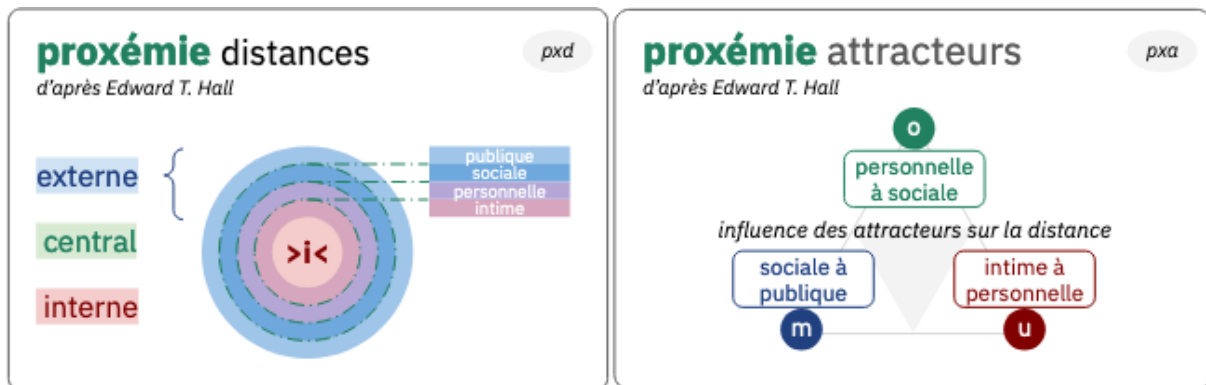 proxémie distances
pxd
d'après Edward T. Hall
externe
central
interne
>i<
publique
sociale
personnelle
intime
proxémie attracteurs
pxa
d'après Edward T. Hall
o
personnelle
à sociale
influence des attracteurs sur la distance
sociale à
publique
m
intime à
personnelle
u